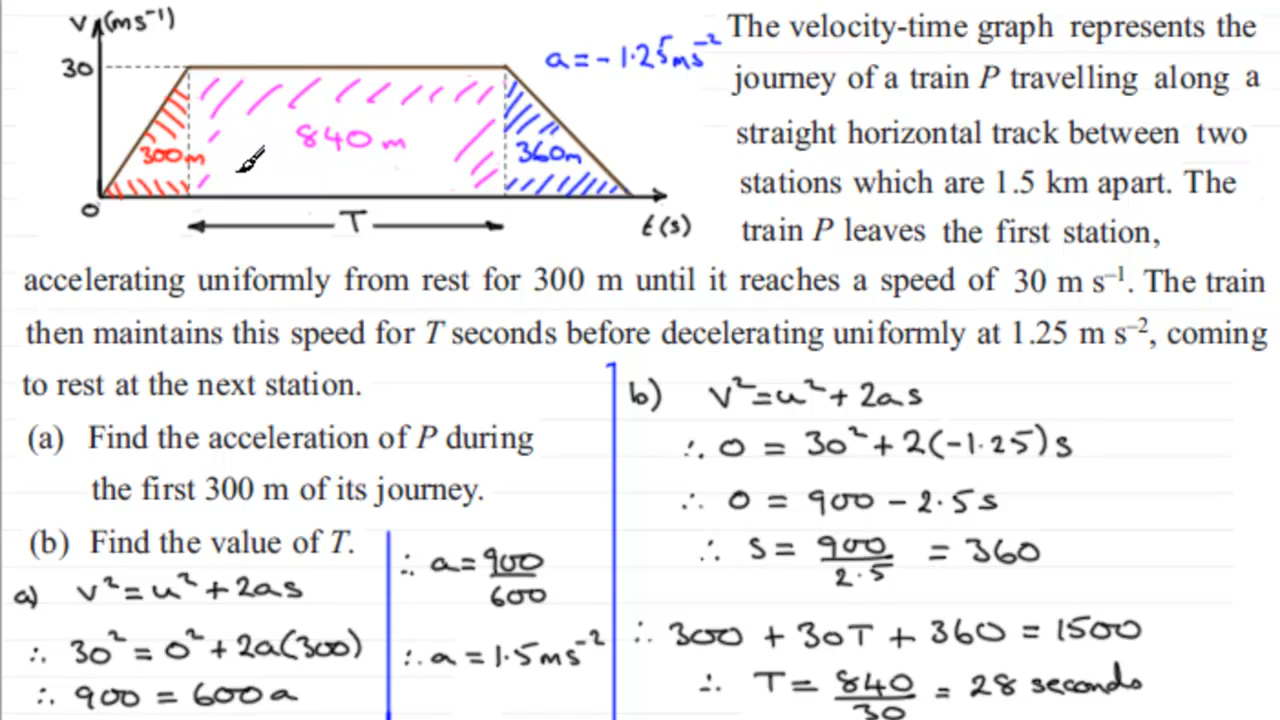 v (ms⁻¹)
30
a = -1.25ms⁻²
300m
840m
360m
0
T
t(s)
The velocity-time graph represents the
journey of a train P travelling along a
straight horizontal track between two
stations which are 1.5 km apart. The
train P leaves the first station,
accelerating uniformly from rest for 300 m until it reaches a speed of 30 m s⁻¹. The train
then maintains this speed for T seconds before decelerating uniformly at 1.25 m s⁻², coming
to rest at the next station.
(a) Find the acceleration of P during
the first 300 m of its journey.
(b) Find the value of T.
a) v² = u² + 2as
∴ 30² = 0² + 2a(300)
∴ 900 = 600a
∴ a = 900/600
∴ a = 1.5ms⁻²
b) v² = u² + 2as
∴ 0 = 30² + 2(-1.25)s
∴ 0 = 900 - 2.5s
∴ s = 900/2.5 = 360
∴ 300 + 30T + 360 = 1500
∴ T = 840/30 = 28 seconds